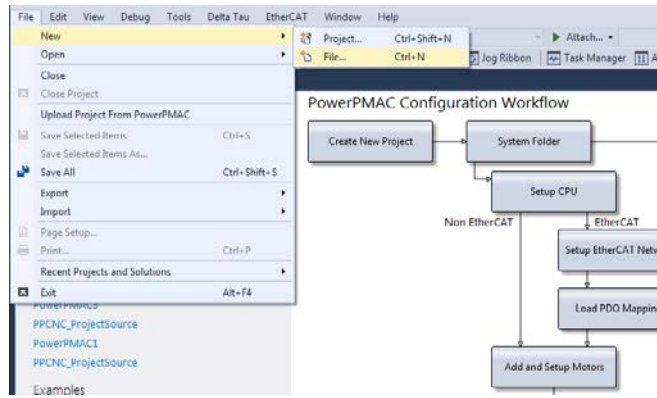 File Edit View Debug Tools Delta Tau EtherCAT Window Help
New
Project... Ctrl+Shift+N
Attach...
Open
File... Ctrl+N
Jog Ribbon Task Manager
Close
Close Project
Upload Project From PowerPMAC
Save Selected Items Ctrl+S
Save Selected Items As...
Save All Ctrl+Shift+S
Export
Import
Page Setup...
Print... Ctrl+P
Recent Projects and Solutions
Exit Alt+F4
PPCNC_ProjectSource
PowerPMAC1
PPCNC_ProjectSource
Examples
PowerPMAC Configuration Workflow
Create New Project
System Folder
Setup CPU
Non EtherCAT
EtherCAT
Setup EtherCAT Netw
Load PDO Mappin
Add and Setup Motors